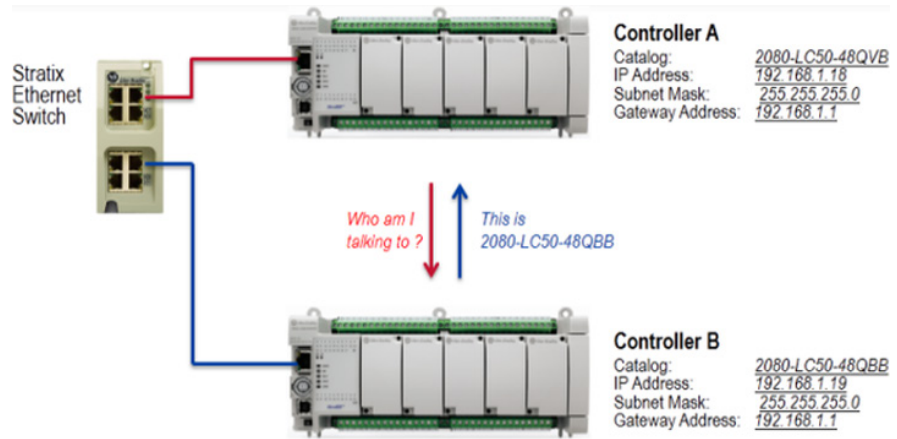 Stratix
Ethernet
Switch
Controller A
Catalog: 2080-LC50-48QVB
IP Address: 192.168.1.18
Subnet Mask: 255.255.255.0
Gateway Address: 192.168.1.1
Who am I
talking to ?
This is
2080-LC50-48QBB
Controller B
Catalog: 2080-LC50-48QBB
IP Address: 192.168.1.19
Subnet Mask: 255.255.255.0
Gateway Address: 192.168.1.1